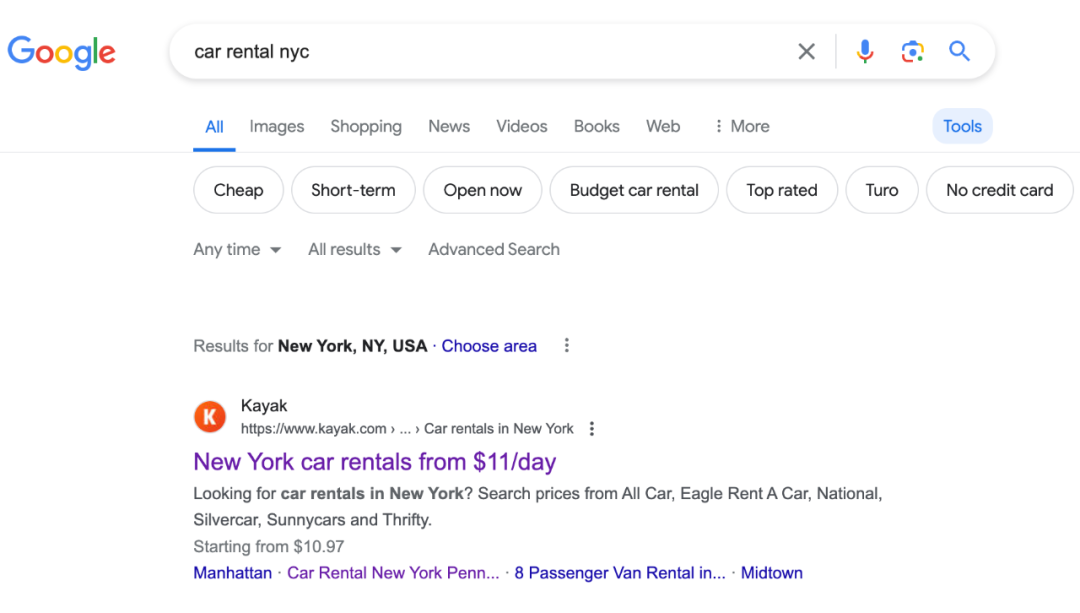 Google car rental nyc
All Images Shopping News Videos Books Web More Tools
Cheap Short-term Open now Budget car rental Top rated Turo No credit card
Any time All results Advanced Search
Results for New York, NY, USA · Choose area
K
Kayak
https://www.kayak.com › ... › Car rentals in New York
New York car rentals from $11/day
Looking for car rentals in New York? Search prices from All Car, Eagle Rent A Car, National,
Silvercar, Sunnycars and Thrifty.
Starting from $10.97
Manhattan · Car Rental New York Penn... · 8 Passenger Van Rental in... · Midtown